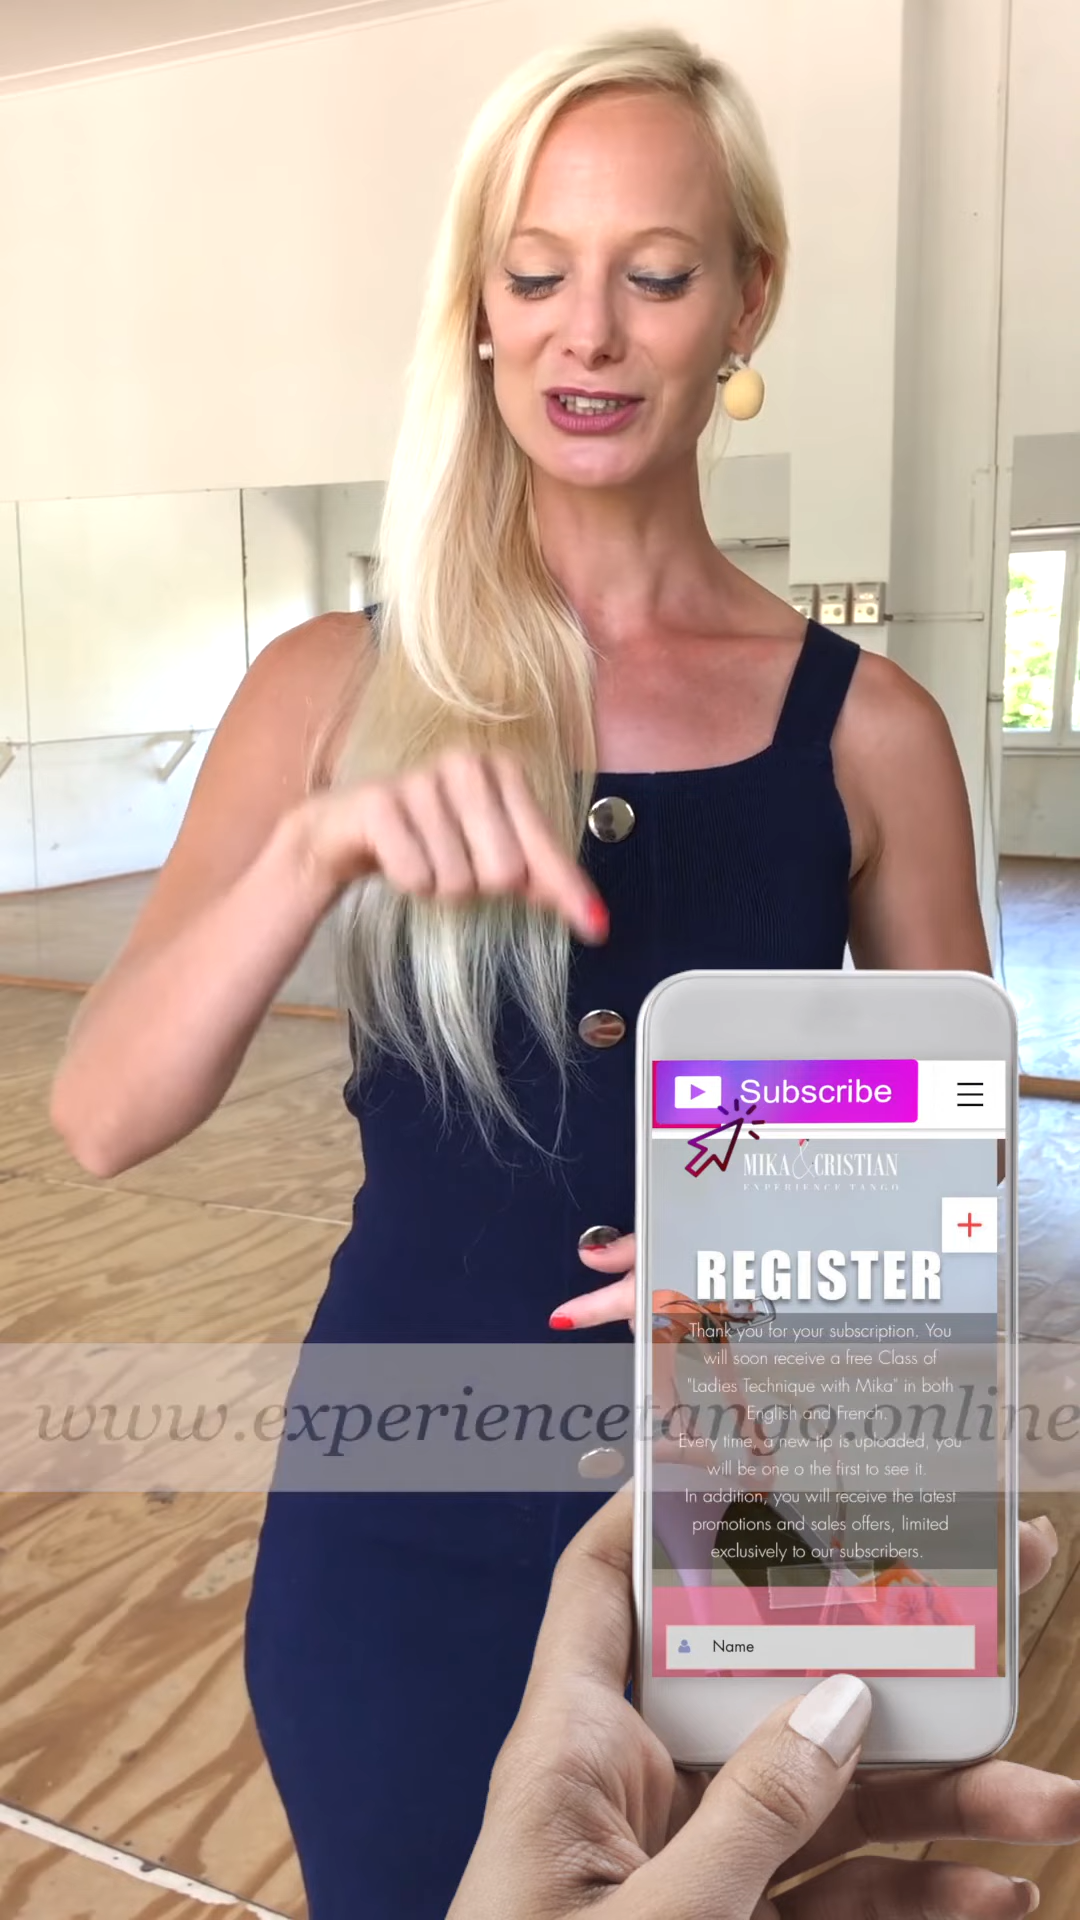 Subscribe
MIKA & CRISTIAN
EXPERIENCE TANGO
REGISTER
Thank you for your subscription. You
will soon receive a free Class of
"Ladies Technique with Mika" in both
English and French.
www.experiencetango.online
Every time, a new tip is uploaded, you
will be one o the first to see it.
In addition, you will receive the latest
promotions and sales offers, limited
exclusively to our subscribers.
Name